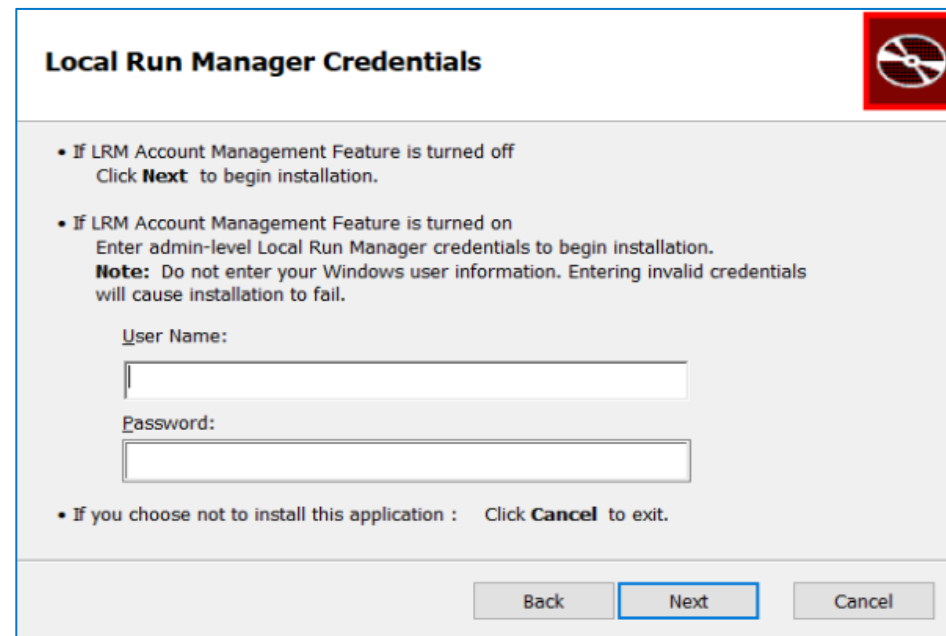 Local Run Manager Credentials
• If LRM Account Management Feature is turned off
Click Next to begin installation.
• If LRM Account Management Feature is turned on
Enter admin-level Local Run Manager credentials to begin installation.
Note: Do not enter your Windows user information. Entering invalid credentials
will cause installation to fail.
User Name:
Password:
• If you choose not to install this application : Click Cancel to exit.
Back Next Cancel